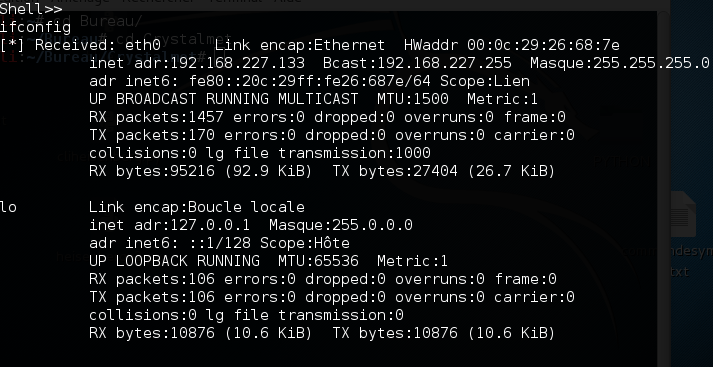 Shell>>
ifconfig
[*] Received: eth0      Link encap:Ethernet  HWaddr 00:0c:29:26:68:7e
          inet adr:192.168.227.133  Bcast:192.168.227.255  Masque:255.255.255.0
          adr inet6: fe80::20c:29ff:fe26:687e/64 Scope:Lien
          UP BROADCAST RUNNING MULTICAST  MTU:1500  Metric:1
          RX packets:1457 errors:0 dropped:0 overruns:0 frame:0
          TX packets:170 errors:0 dropped:0 overruns:0 carrier:0
          collisions:0 lg file transmission:1000
          RX bytes:95216 (92.9 KiB)  TX bytes:27404 (26.7 KiB)

lo        Link encap:Boucle locale
          inet adr:127.0.0.1  Masque:255.0.0.0
          adr inet6: ::1/128 Scope:Hôte
          UP LOOPBACK RUNNING  MTU:65536  Metric:1
          RX packets:106 errors:0 dropped:0 overruns:0 frame:0
          TX packets:106 errors:0 dropped:0 overruns:0 carrier:0
          collisions:0 lg file transmission:0
          RX bytes:10876 (10.6 KiB)  TX bytes:10876 (10.6 KiB)
txt